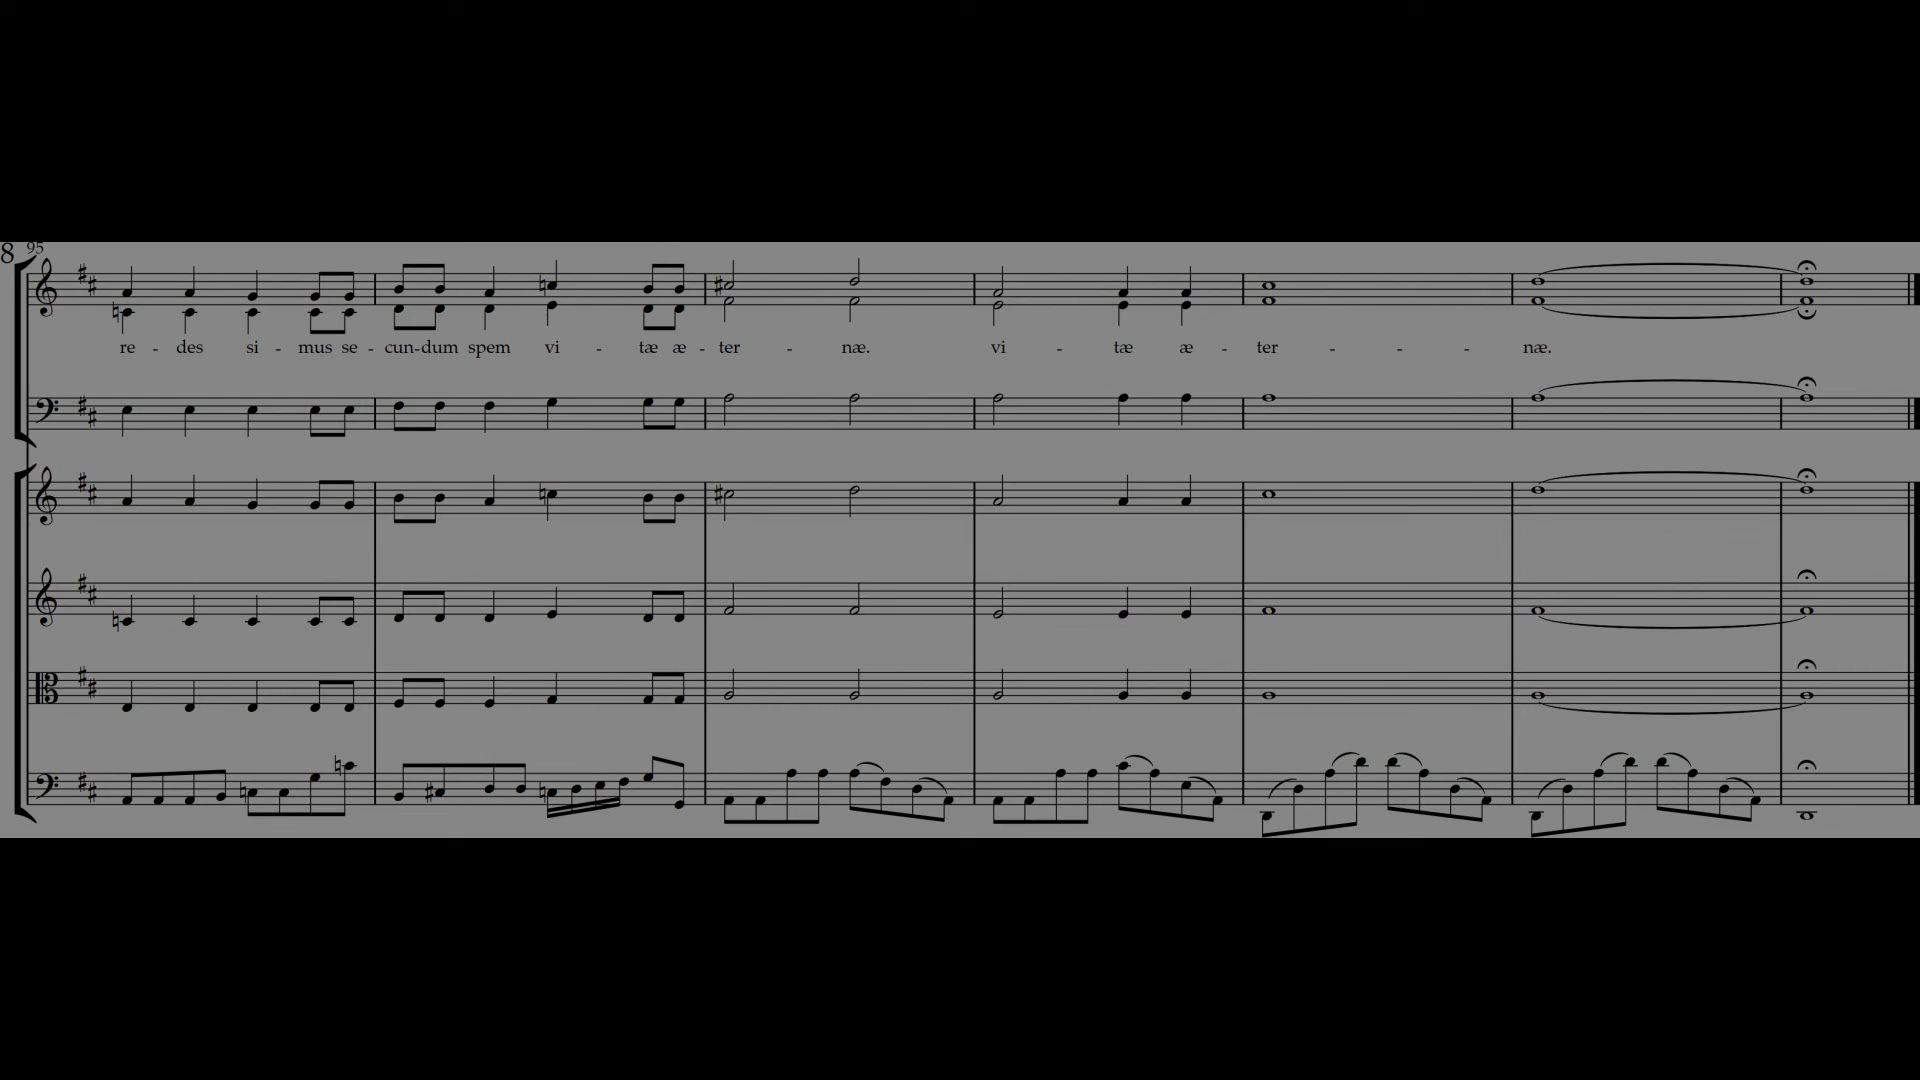 8 95
re - des si - mus se - cun - dum spem vi - tæ æ - ter - næ. vi - tæ æ - ter - - - næ.